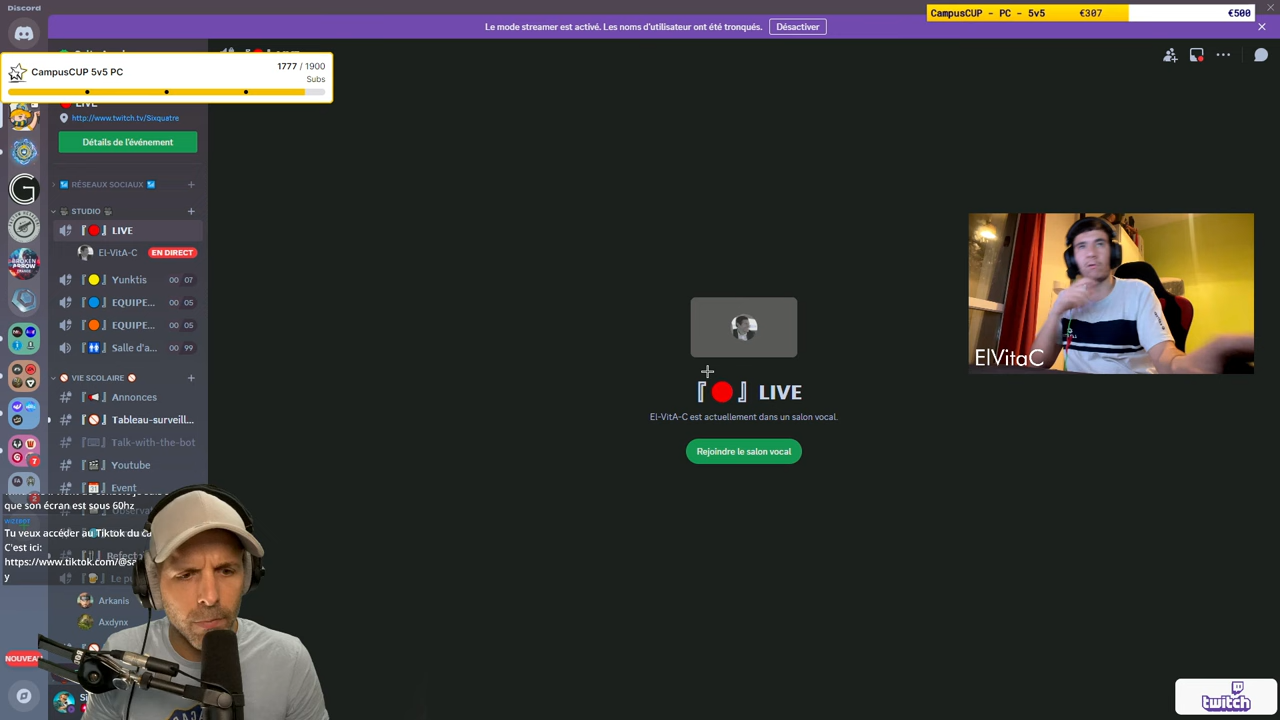 Discord
CampusCUP - PC - 5v5 €307 €500
Le mode streamer est activé. Les noms d'utilisateur ont été tronqués. Désactiver
CampusCUP 5v5 PC
1777 / 1900
Subs
LIVE
http://www.twitch.tv/Sixquatre
Détails de l'événement
RÉSEAUX SOCIAUX
STUDIO
『🔴』 LIVE
El-VitA-C EN DIRECT
『🟡』 Yunktis 00 07
『🔵』 EQUIPE... 00 05
『🟠』 EQUIPE... 00 05
『🚻』 Salle d'a... 00 99
VIE SCOLAIRE
Annonces
Tableau-surveill...
Talk-with-the-bot
Youtube
Event
que son écran est sous 60hz
wizebot
Tu veux accéder au Tiktok du
C'est ici:
https://www.tiktok.com/@sa
y
Arkanis
Axdynx
NOUVEAU
『🔴』 LIVE
El-VitA-C est actuellement dans un salon vocal.
Rejoindre le salon vocal
ElVitaC
twitch